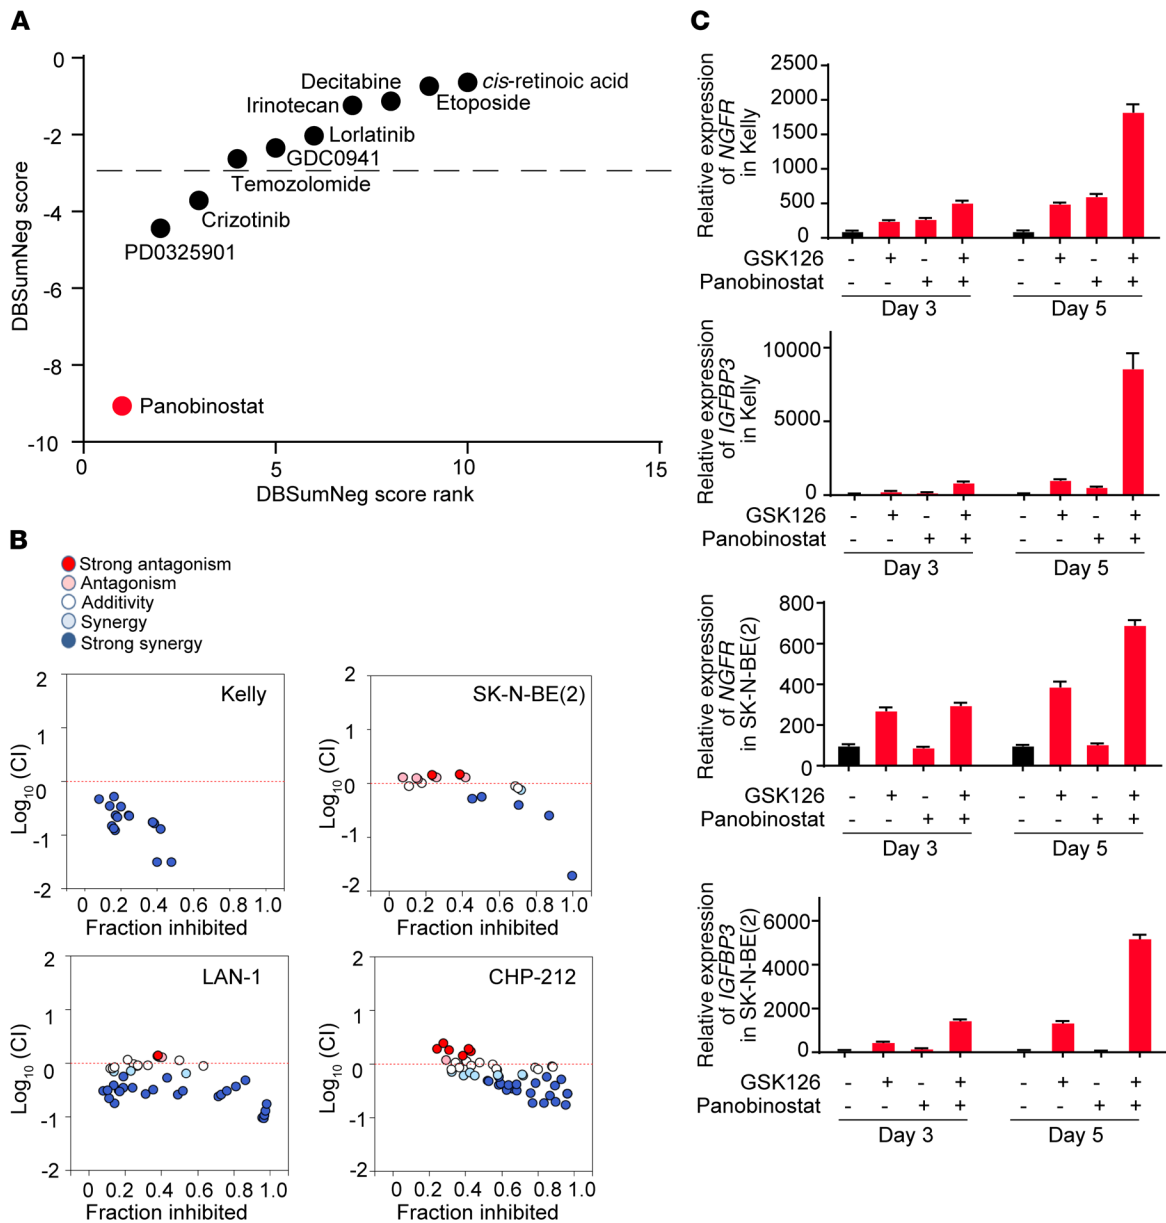 A
0
-2
-4
-6
-8
-10
DBSumNeg score
Decitabine
cis-retinoic acid
Irinotecan
Etoposide
Lorlatinib
GDC0941
Temozolomide
Crizotinib
PD0325901
Panobinostat
0
5
10
15
DBSumNeg score rank
B
Strong antagonism
Antagonism
Additivity
Synergy
Strong synergy
Kelly
2
1
0
-1
-2
Log10 (CI)
0 0.2 0.4 0.6 0.8 1.0
Fraction inhibited
SK-N-BE(2)
2
1
0
-1
-2
Log10 (CI)
0 0.2 0.4 0.6 0.8 1.0
Fraction inhibited
LAN-1
2
1
0
-1
-2
Log10 (CI)
0 0.2 0.4 0.6 0.8 1.0
Fraction inhibited
CHP-212
2
1
0
-1
-2
Log10 (CI)
0 0.2 0.4 0.6 0.8 1.0
Fraction inhibited
C
Relative expression
of NGFR
in Kelly
2500
2000
1500
1000
500
0
GSK126 - + - + - + - +
Panobinostat - - + + - - + +
Day 3 Day 5
Relative expression
of IGFBP3
in Kelly
10000
5000
0
GSK126 - + - + - + - +
Panobinostat - - + + - - + +
Day 3 Day 5
Relative expression
of NGFR
in SK-N-BE(2)
800
600
400
200
0
GSK126 - + - + - + - +
Panobinostat - - + + - - + +
Day 3 Day 5
Relative expression
of IGFBP3
in SK-N-BE(2)
6000
4000
2000
0
GSK126 - + - + - + - +
Panobinostat - - + + - - + +
Day 3 Day 5